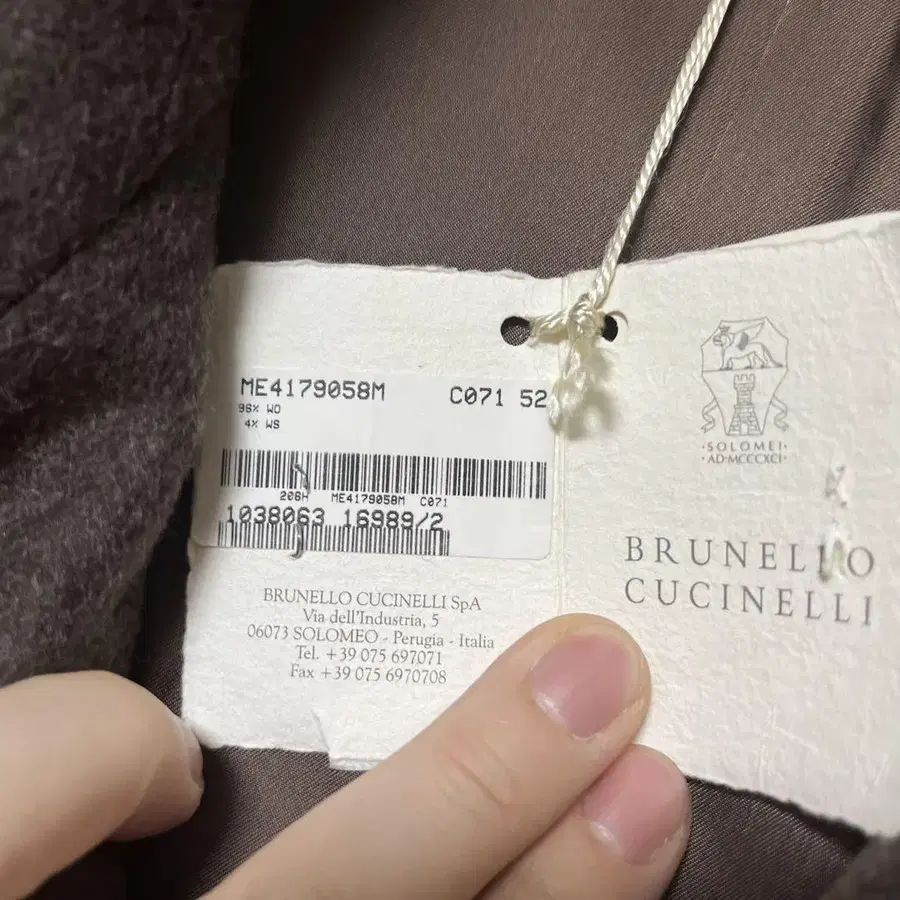 ME4179058M C071 52
96% WO
4% WS
206H ME4179058M C071
1038063 16989/2
BRUNELLO CUCINELLI SpA
Via dell'Industria, 5
06073 SOLOMEO - Perugia - Italia
Tel. +39 075 697071
Fax +39 075 6970708
·SOLOMEI·
·AD·MCCCXCI·
BRUNELLO
CUCINELLI